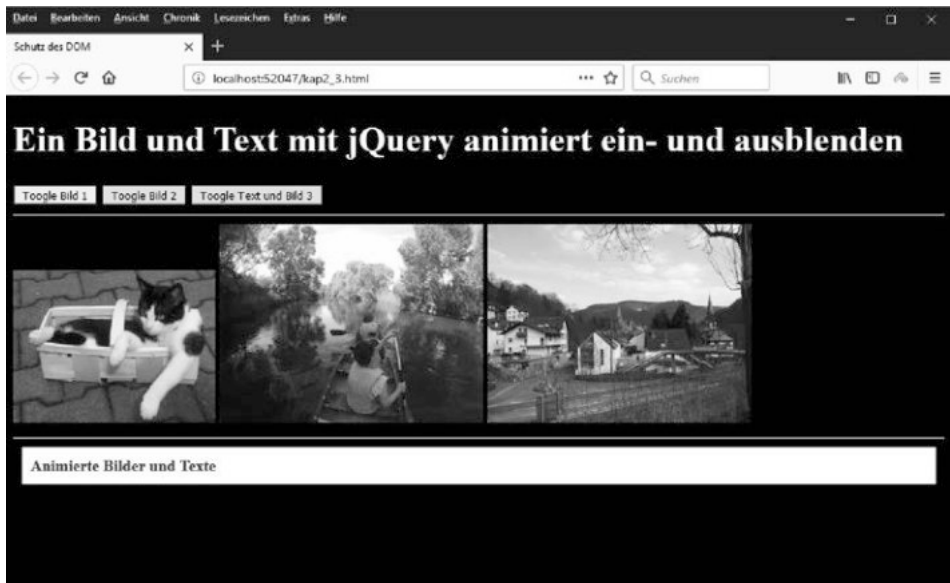 Datei Bearbeiten Ansicht Chronik Lesezeichen Extras Hilfe
Schutz des DOM
localhost:52047/kap2_3.html
Suchen
Ein Bild und Text mit jQuery animiert ein- und ausblenden
Toogle Bild 1 Toogle Bild 2 Toogle Text und Bild 3
Animierte Bilder und Texte